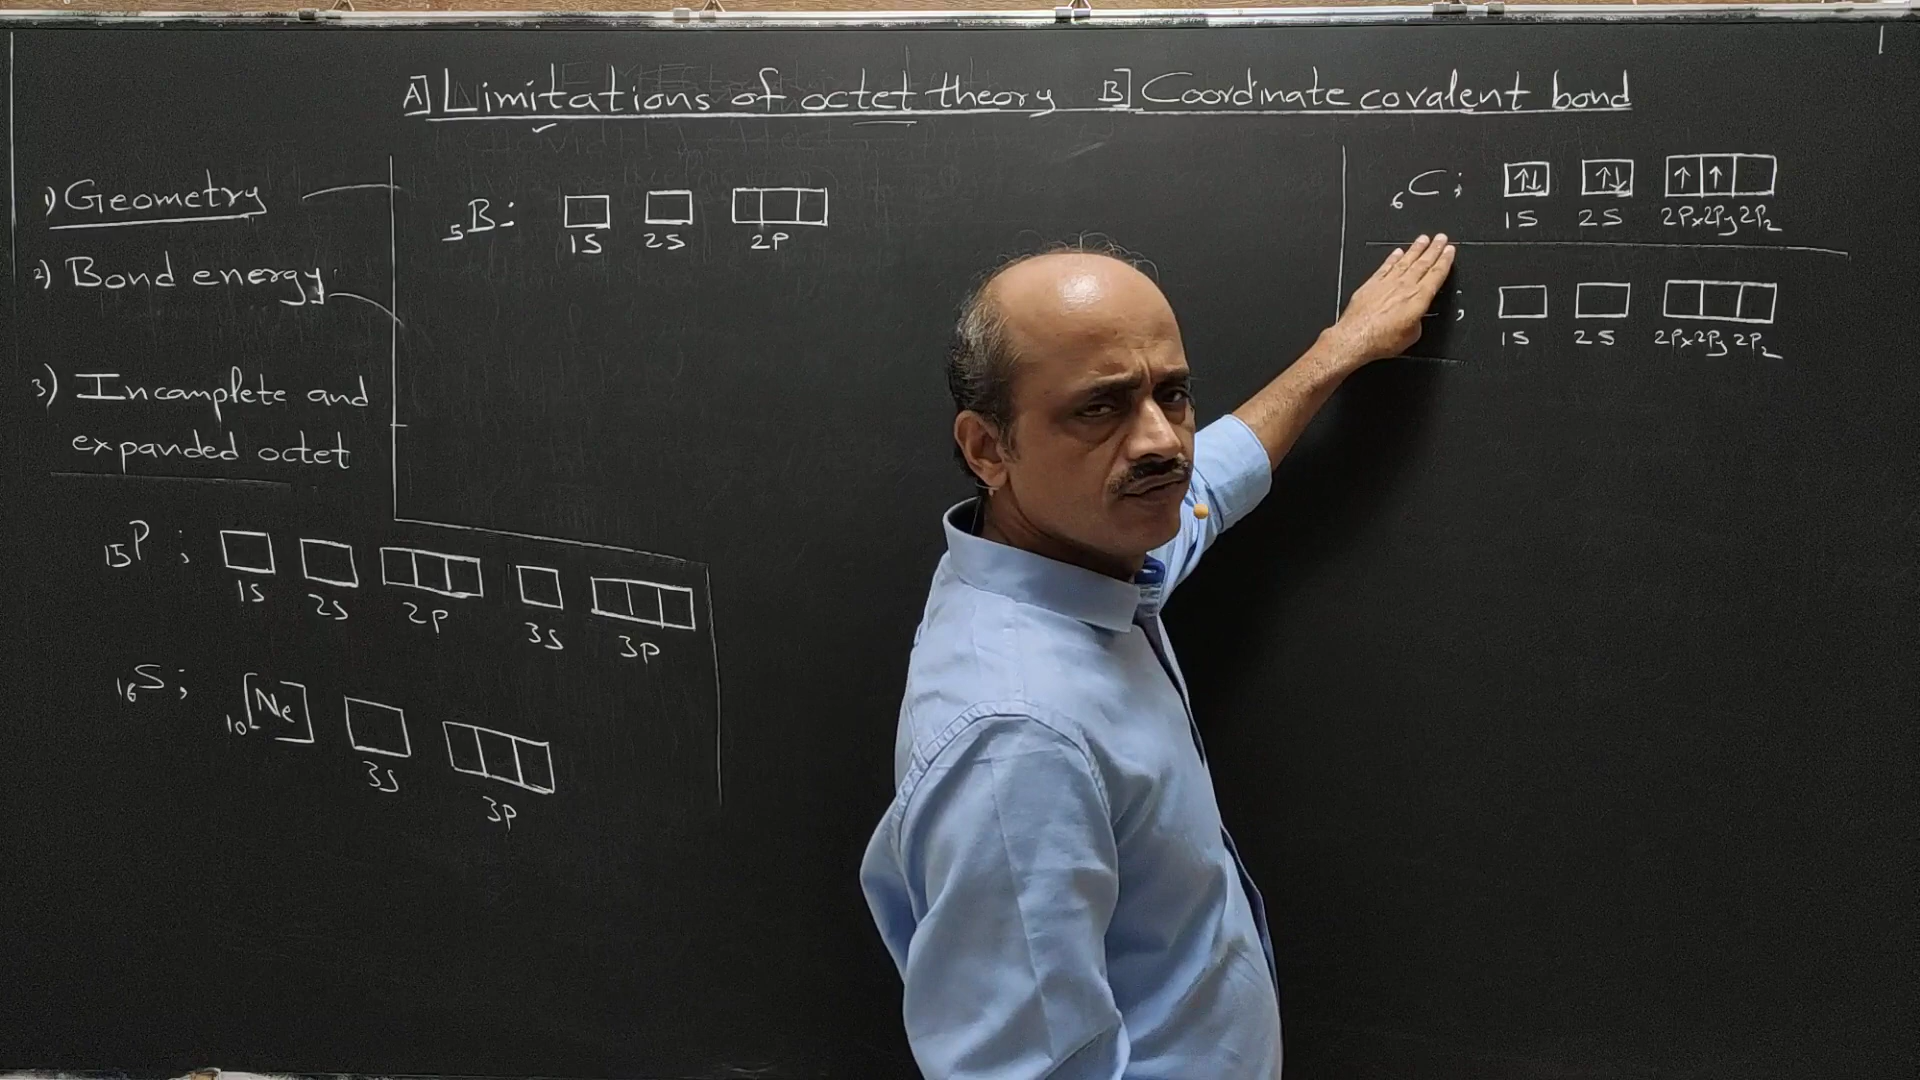 A] Limitations of octet theory B] Coordinate covalent bond
1) Geometry
2) Bond energy
3) Incomplete and
expanded octet
5B:
1S 2S 2P
6C;
1S 2S 2Px 2Py 2Pz
;
1S 2S 2Px 2Py 2Pz
15P ;
1S 2S 2P 3S 3P
16S; 10[Ne]
3S 3P